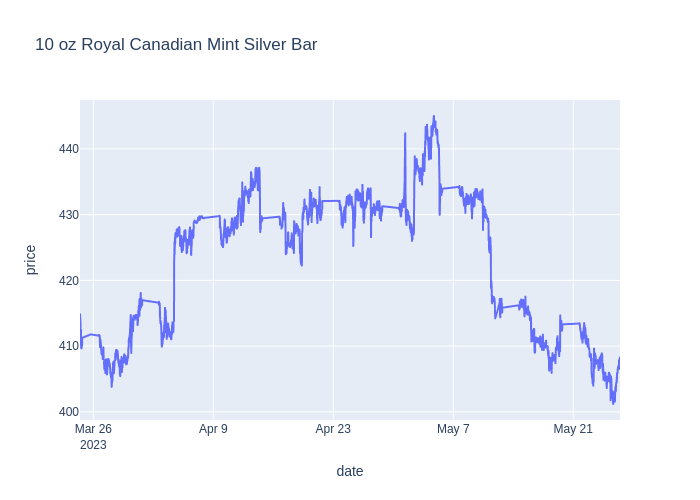 10 oz Royal Canadian Mint Silver Bar
price
440
430
420
410
400
Mar 26
2023
Apr 9
Apr 23
May 7
May 21
date